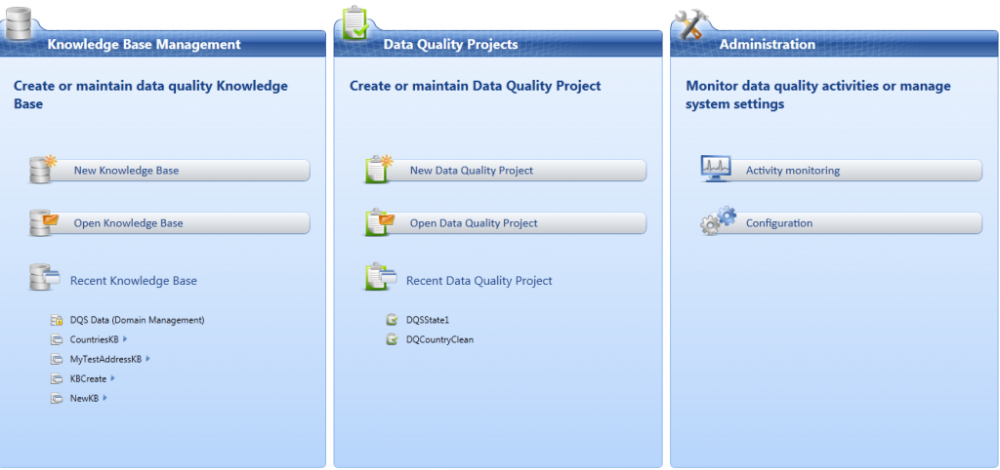 Knowledge Base Management
Create or maintain data quality Knowledge
Base
New Knowledge Base
Open Knowledge Base
Recent Knowledge Base
DQS Data (Domain Management)
CountriesKB
MyTestAddressKB
KBCreate
NewKB
Data Quality Projects
Create or maintain Data Quality Project
New Data Quality Project
Open Data Quality Project
Recent Data Quality Project
DQSState1
DQCountryClean
Administration
Monitor data quality activities or manage
system settings
Activity monitoring
Configuration